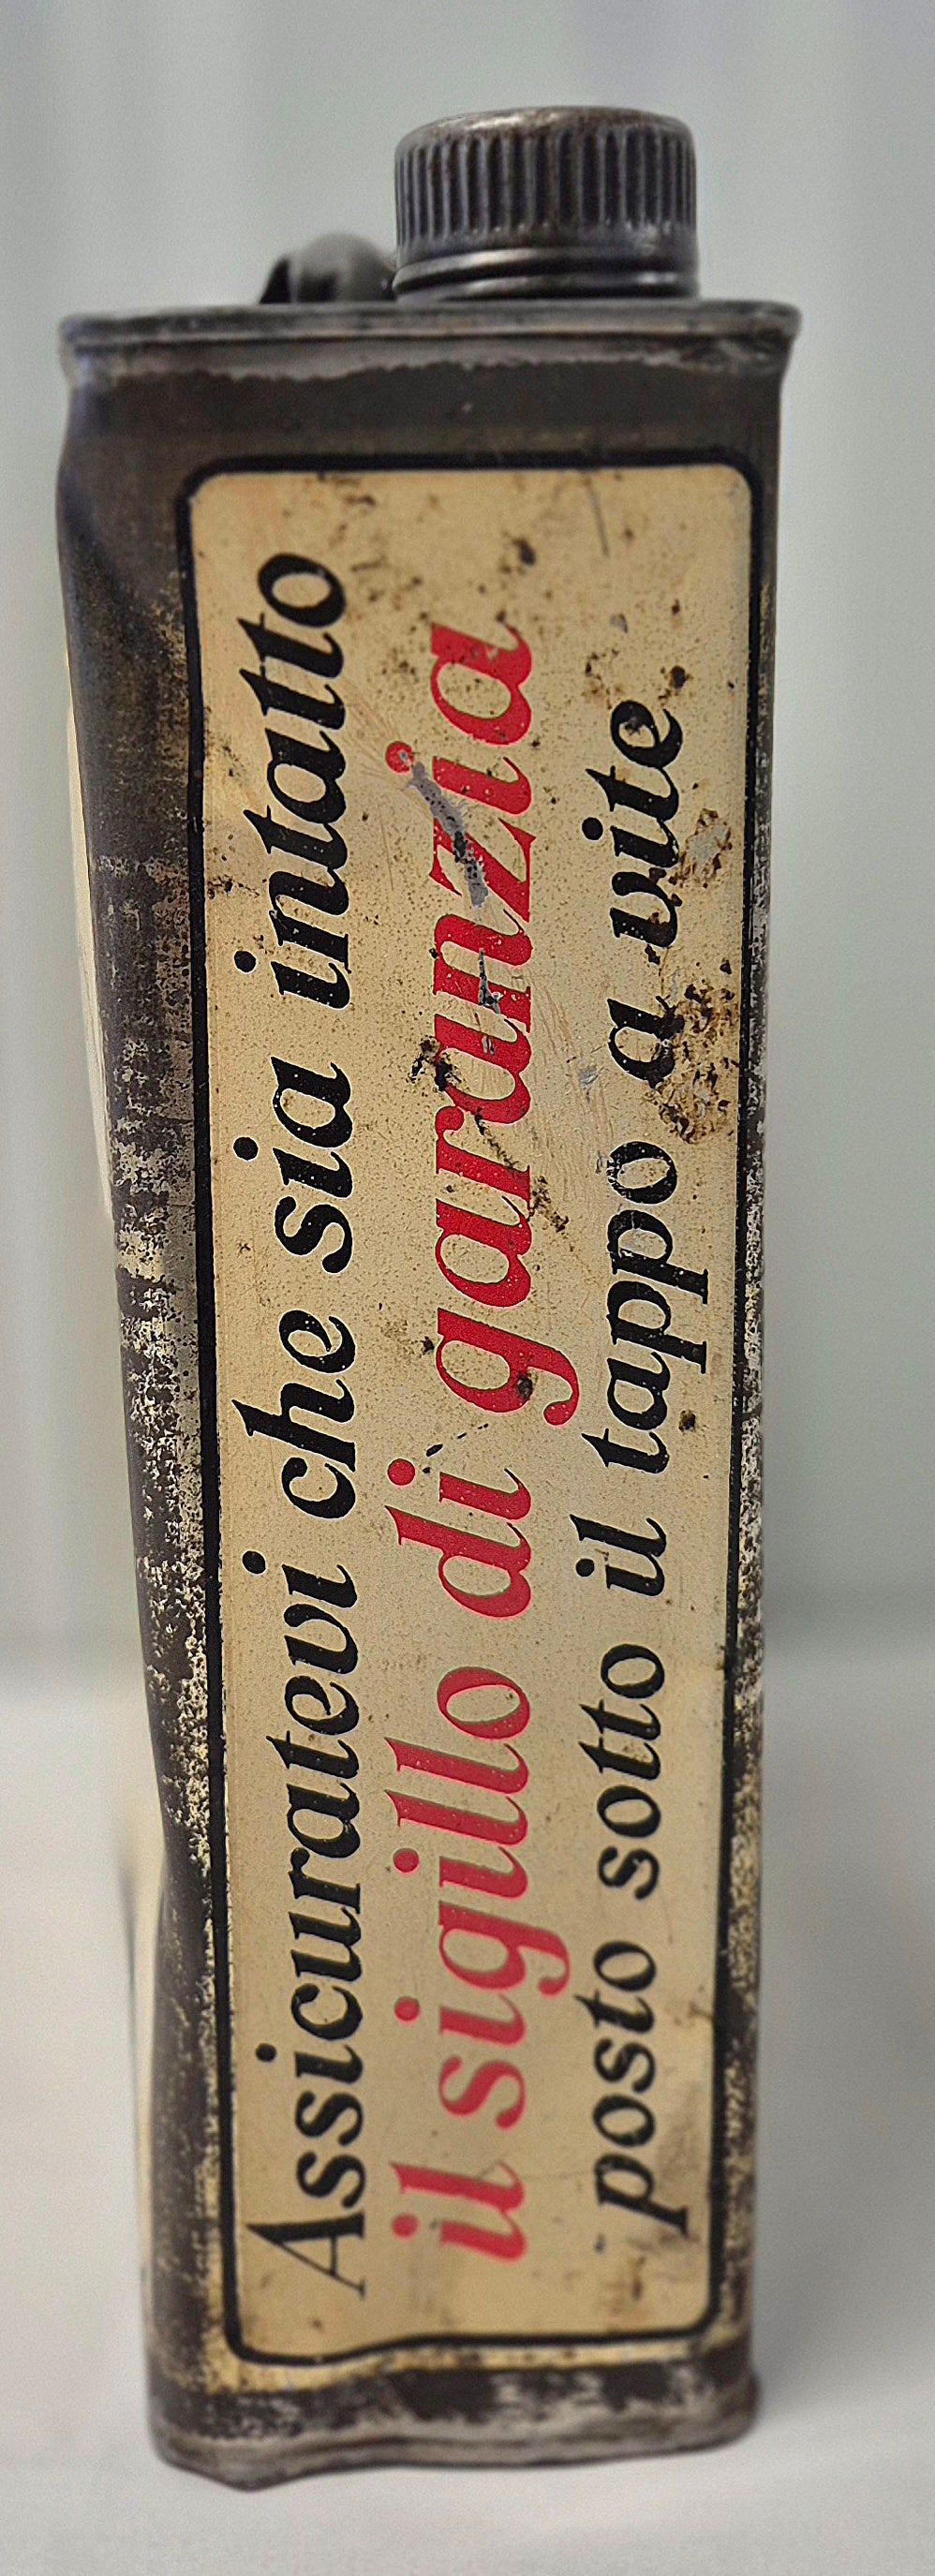 Assicuratevi che sia intatto
il sigillo di garanzia
posto sotto il tappo a vite